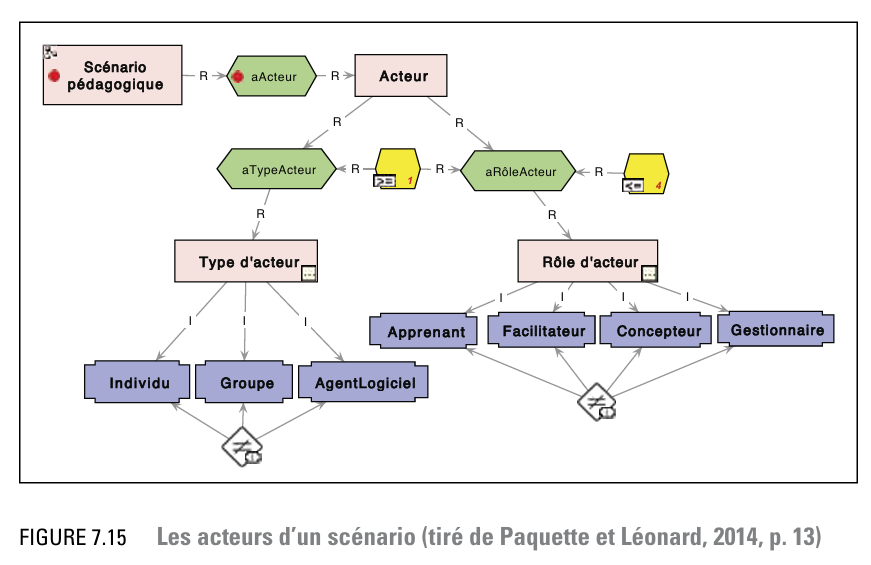 Scénario
pédagogique
R
aActeur
R
Acteur
R
R
aTypeActeur
R
>= 1
R
aRôleActeur
R
<= 4
R
R
Type d'acteur
Rôle d'acteur
I
I
I
I
I
I
I
Apprenant
Facilitateur
Concepteur
Gestionnaire
Individu
Groupe
AgentLogiciel
FIGURE 7.15 Les acteurs d’un scénario (tiré de Paquette et Léonard, 2014, p. 13)